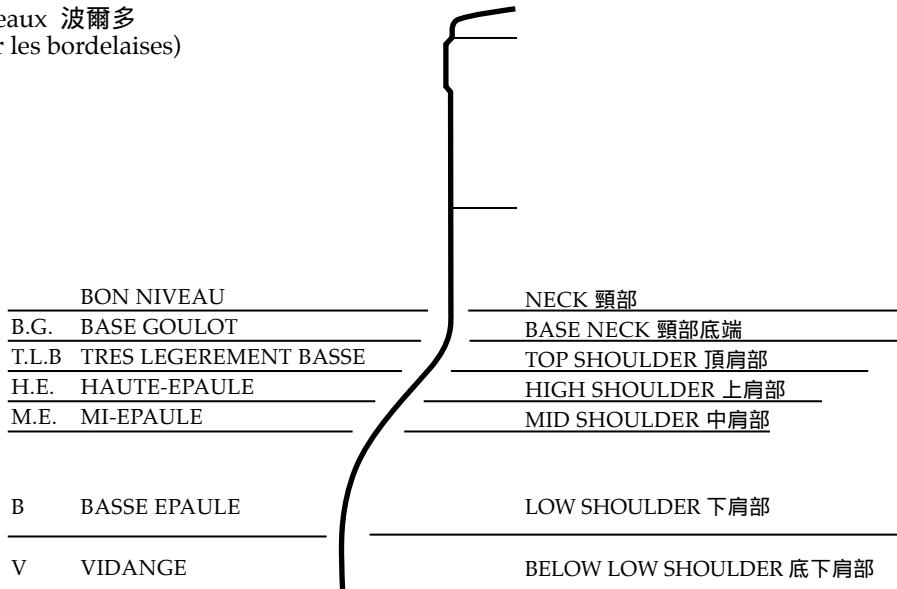 eaux 波爾多
r les bordelaises)
BON NIVEAU NECK 頸部
B.G. BASE GOULOT BASE NECK 頸部底端
T.L.B TRES LEGEREMENT BASSE TOP SHOULDER 頂肩部
H.E. HAUTE-EPAULE HIGH SHOULDER 上肩部
M.E. MI-EPAULE MID SHOULDER 中肩部
B BASSE EPAULE LOW SHOULDER 下肩部
V VIDANGE BELOW LOW SHOULDER 底下肩部